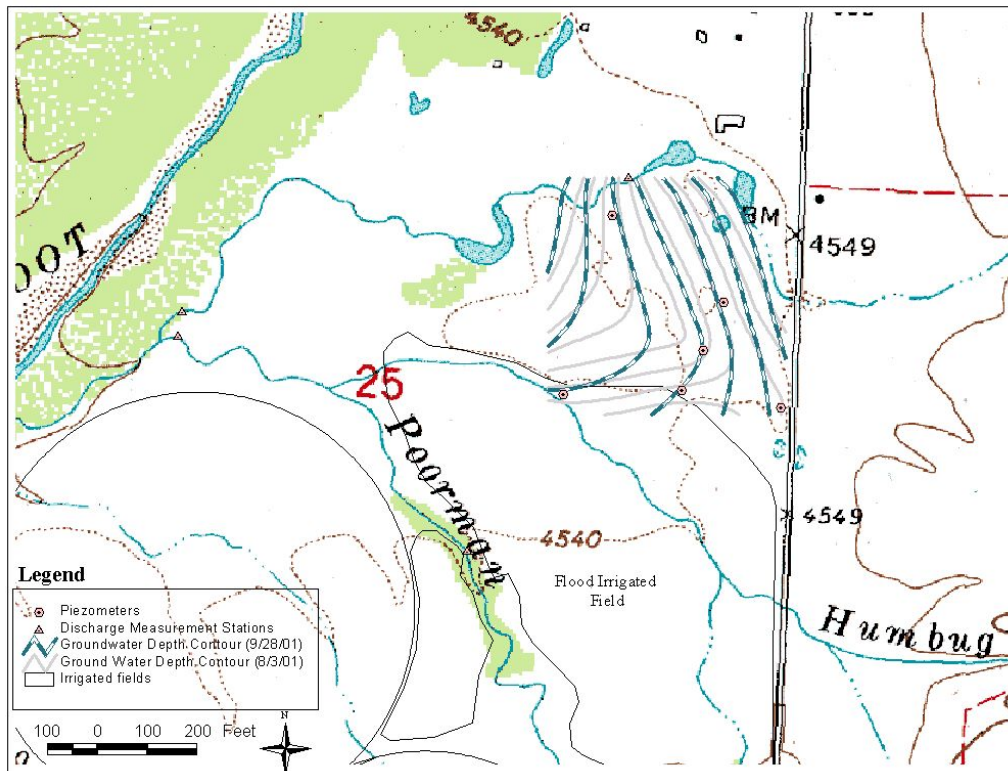 4540
OOT
BM
4549
25
Poorman
4549
4540
Flood Irrigated
Field
Humbug
Legend
Piezometers
Discharge Measurement Stations
Groundwater Depth Contour (9/28/01)
Ground Water Depth Contour (8/3/01)
Irrigated fields
100 0 100 200 Feet
N